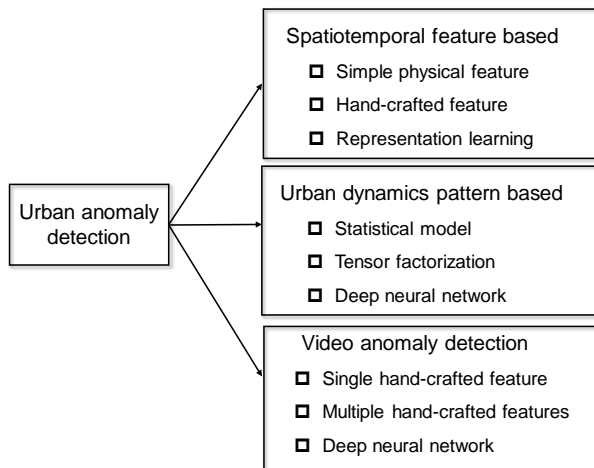 Spatiotemporal feature based
Simple physical feature
Hand-crafted feature
Representation learning
Urban anomaly
detection
Urban dynamics pattern based
Statistical model
Tensor factorization
Deep neural network
Video anomaly detection
Single hand-crafted feature
Multiple hand-crafted features
Deep neural network